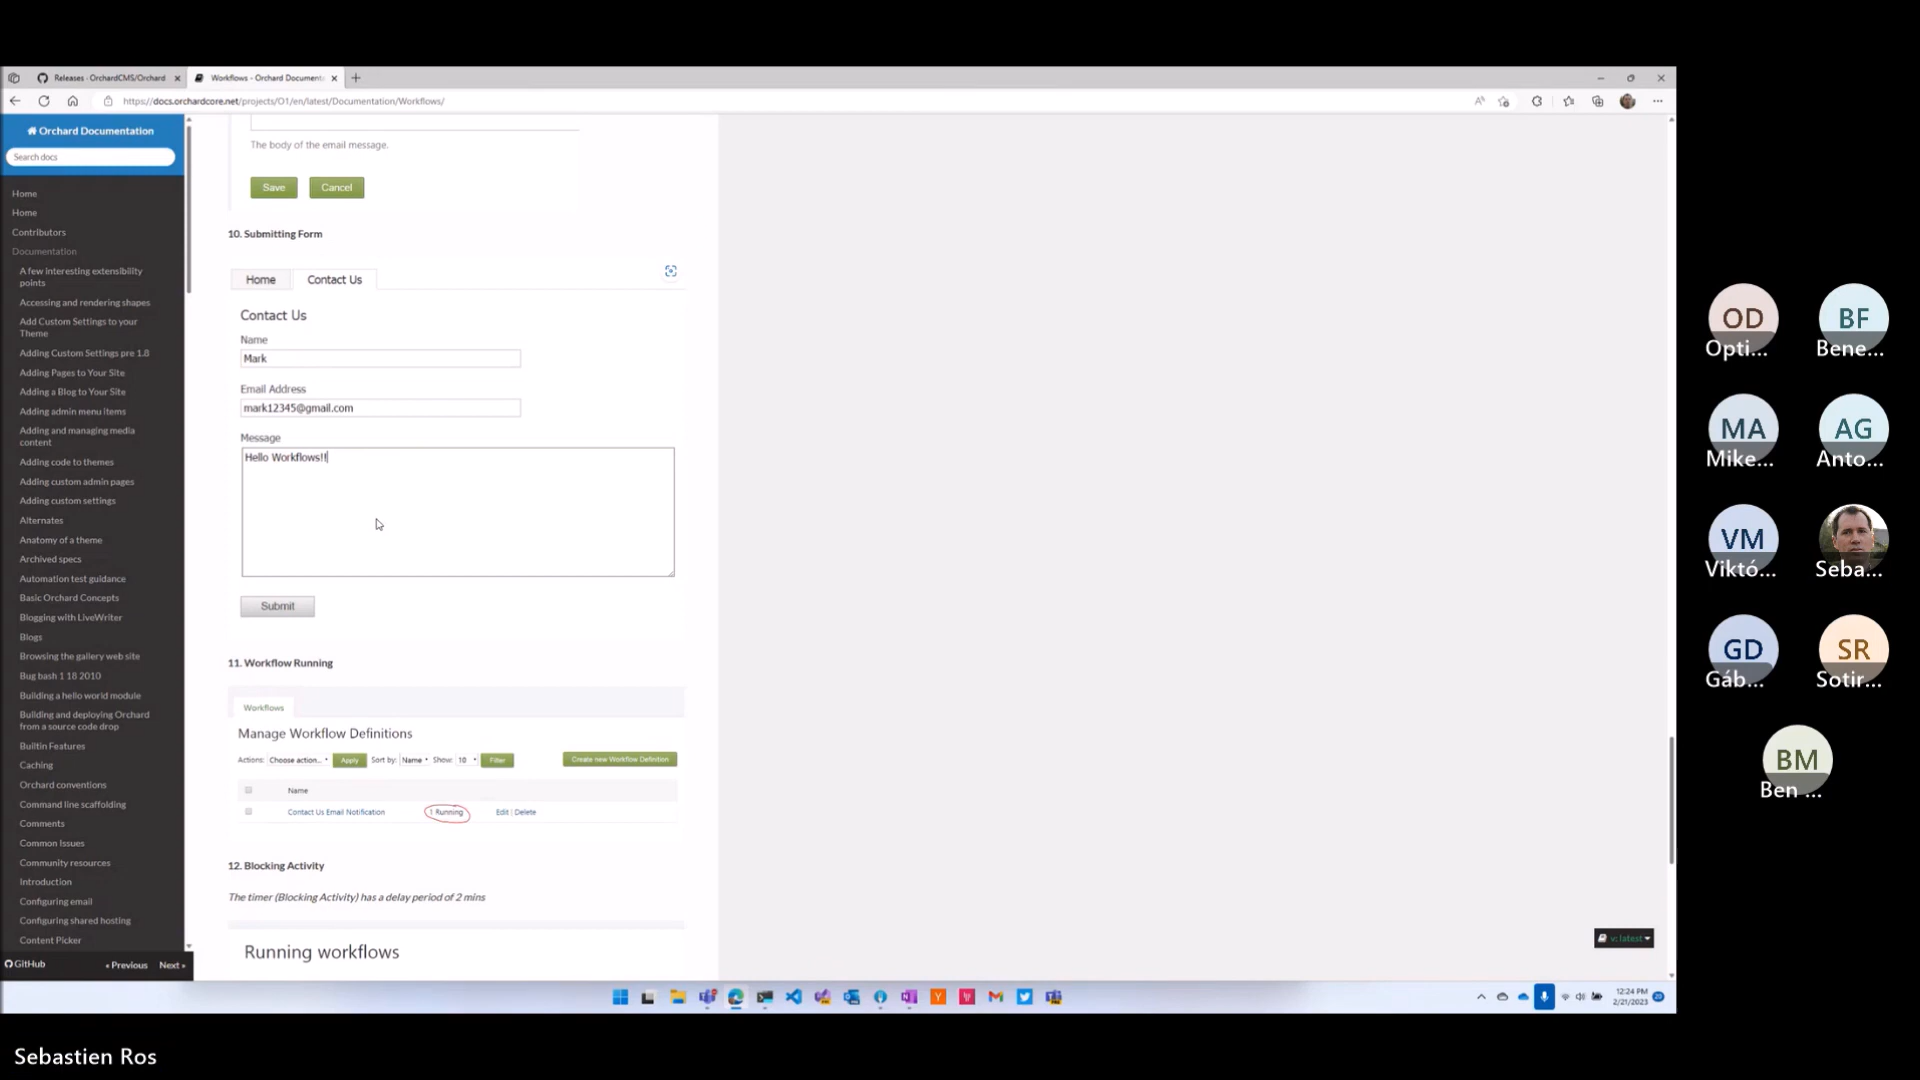 Releases · OrchardCMS/Orchard
Workflows - Orchard Document
https://docs.orchardcore.net/projects/O1/en/latest/Documentation/Workflows/
Orchard Documentation
Search docs
Home
Home
Contributors
Documentation
A few interesting extensibility
points
Accessing and rendering shapes
Add Custom Settings to your
Theme
Adding Custom Settings pre 1.8
Adding Pages to Your Site
Adding a Blog to Your Site
Adding admin menu items
Adding and managing media
content
Adding code to themes
Adding custom admin pages
Adding custom settings
Alternates
Anatomy of a theme
Archived specs
Automation test guidance
Basic Orchard Concepts
Blogging with LiveWriter
Blogs
Browsing the gallery web site
Bug bash 1 18 2010
Building a hello world module
Building and deploying Orchard
from a source code drop
Builtin Features
Caching
Orchard conventions
Command line scaffolding
Comments
Common Issues
Community resources
Introduction
Configuring email
Configuring shared hosting
Content Picker
GitHub
« Previous
Next »
The body of the email message.
Save
Cancel
10. Submitting Form
Home
Contact Us
Contact Us
Name
Mark
Email Address
mark12345@gmail.com
Message
Hello Workflows!!
Submit
11. Workflow Running
Workflows
Manage Workflow Definitions
Actions: Choose action... Apply Sort by: Name Show: 10 Filter
Create new Workflow Definition
Name
Contact Us Email Notification 1 Running Edit | Delete
12. Blocking Activity
The timer (Blocking Activity) has a delay period of 2 mins
Running workflows
v: latest
12:24 PM
2/21/2023
OD
Opti...
BF
Bene...
MA
Mike...
AG
Anto...
VM
Viktó...
Seba...
GD
Gáb...
SR
Sotir...
BM
Ben ...
Sebastien Ros